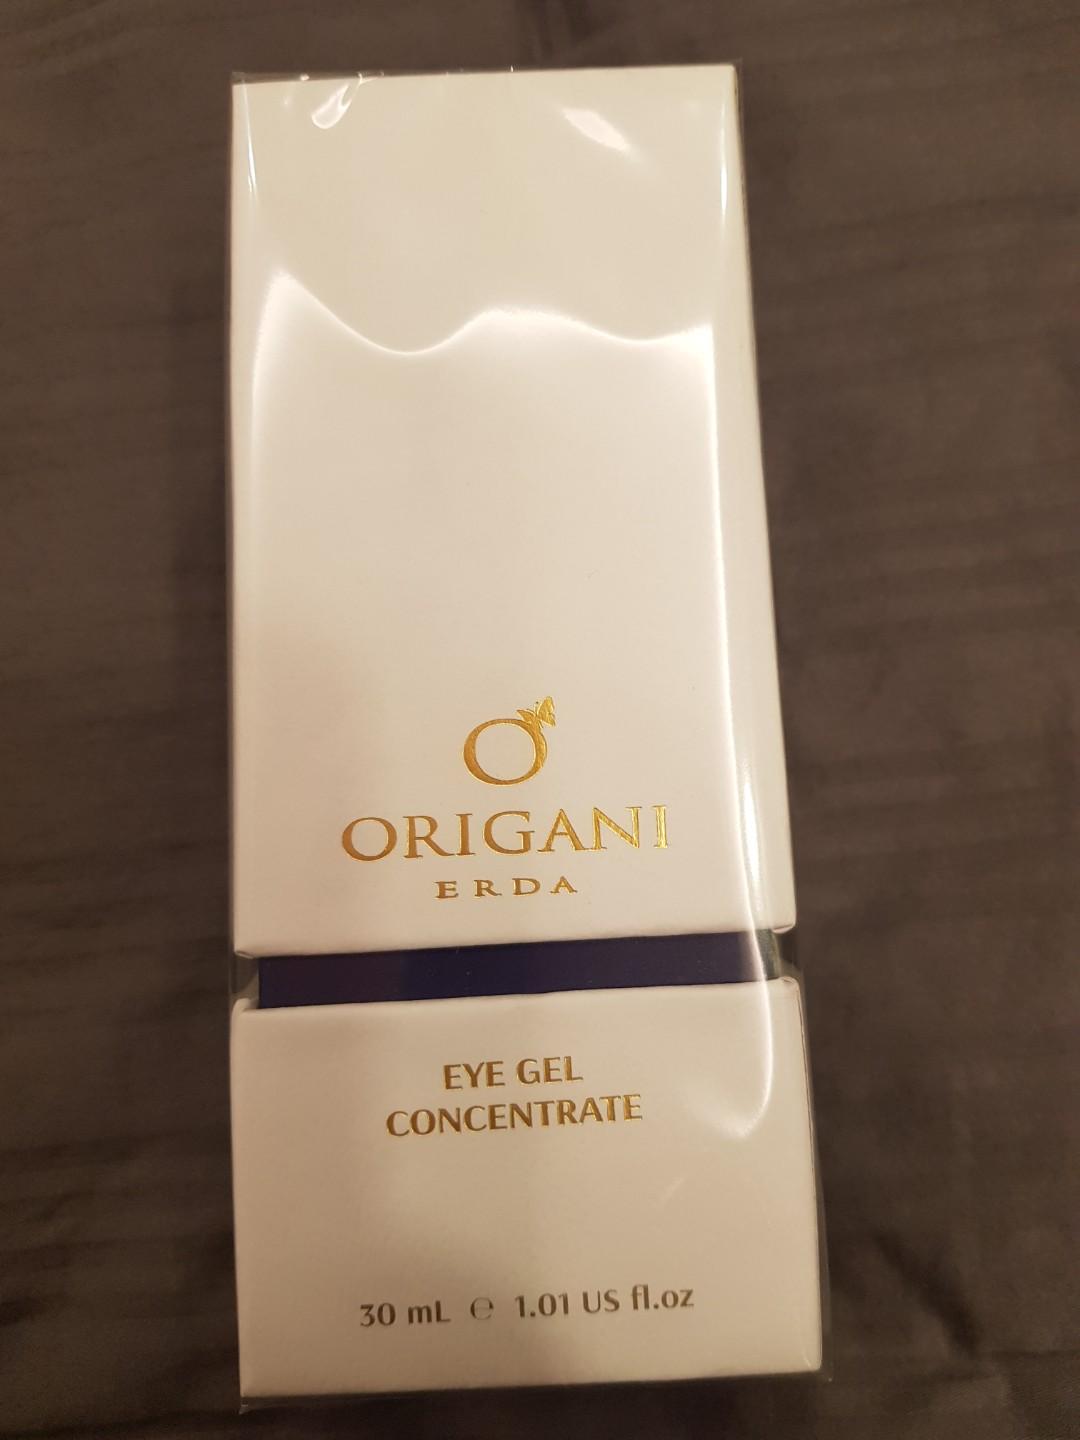 ORIGANI
ERDA
EYE GEL
CONCENTRATE
30 mL ℮ 1.01 US fl.oz